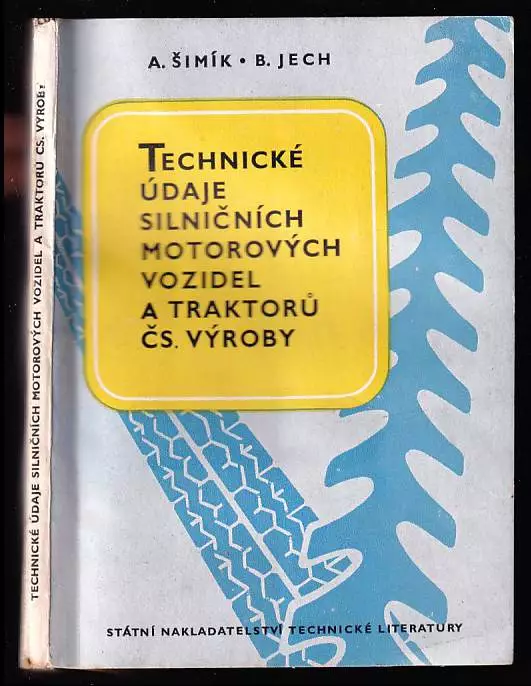 A. ŠIMÍK • B. JECH
TECHNICKÉ
ÚDAJE
SILNIČNÍCH
MOTOROVÝCH
VOZIDEL
A TRAKTORŮ
ČS. VÝROBY
STÁTNÍ NAKLADATELSTVÍ TECHNICKÉ LITERATURY
TECHNICKÉ ÚDAJE SILNIČNÍCH MOTOROVÝCH VOZIDEL A TRAKTORŮ ČS. VÝROBY